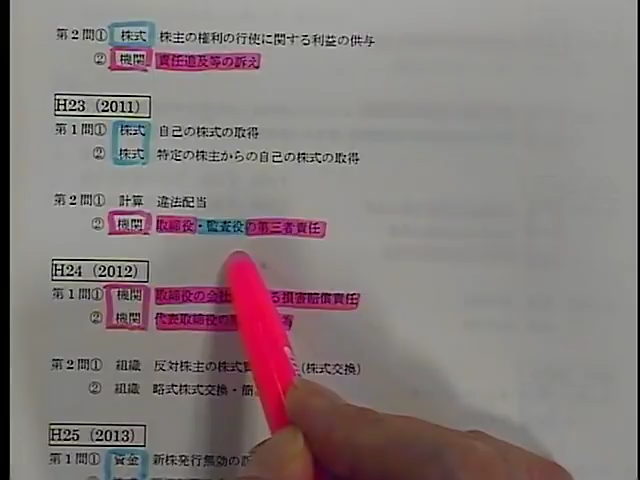 第2問① 株式 株主の権利の行使に関する利益の供与
② 機関 責任追及等の訴え
H23（2011）
第1問① 株式 自己の株式の取得
② 株式 特定の株主からの自己の株式の取得
第2問① 計算 違法配当
② 機関 取締役・監査役の第三者責任
H24（2012）
第1問① 機関 取締役の会社 る損害賠償責任
② 機関 代表取締役の
第2問① 組織 反対株主の株式 （株式交換）
② 組織 略式株式交換・簡
H25（2013）
第1問① 資金 新株発行無効の訴